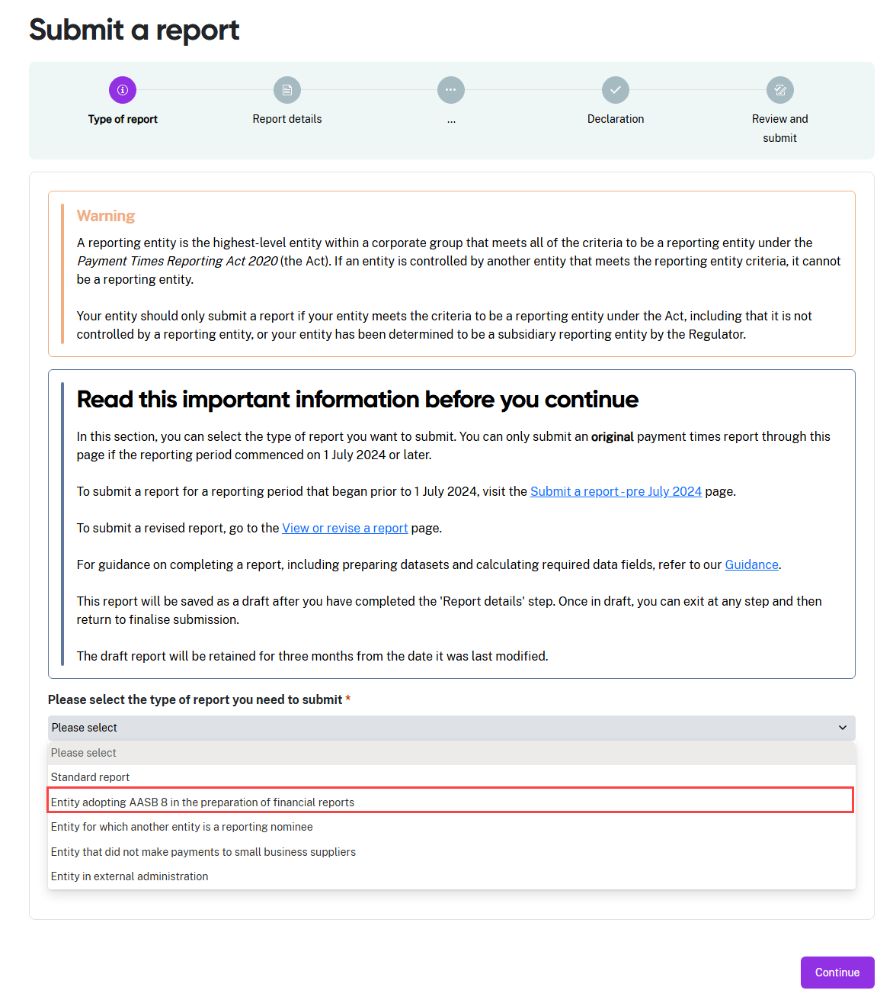 Submit a report
Type of report
Report details
...
Declaration
Review and
submit
Warning
A reporting entity is the highest-level entity within a corporate group that meets all of the criteria to be a reporting entity under the
Payment Times Reporting Act 2020 (the Act). If an entity is controlled by another entity that meets the reporting entity criteria, it cannot
be a reporting entity.
Your entity should only submit a report if your entity meets the criteria to be a reporting entity under the Act, including that it is not
controlled by a reporting entity, or your entity has been determined to be a subsidiary reporting entity by the Regulator.
Read this important information before you continue
In this section, you can select the type of report you want to submit. You can only submit an original payment times report through this
page if the reporting period commenced on 1 July 2024 or later.
To submit a report for a reporting period that began prior to 1 July 2024, visit the Submit a report - pre July 2024 page.
To submit a revised report, go to the View or revise a report page.
For guidance on completing a report, including preparing datasets and calculating required data fields, refer to our Guidance.
This report will be saved as a draft after you have completed the 'Report details' step. Once in draft, you can exit at any step and then
return to finalise submission.
The draft report will be retained for three months from the date it was last modified.
Please select the type of report you need to submit *
Please select
Please select
Standard report
Entity adopting AASB 8 in the preparation of financial reports
Entity for which another entity is a reporting nominee
Entity that did not make payments to small business suppliers
Entity in external administration
Continue